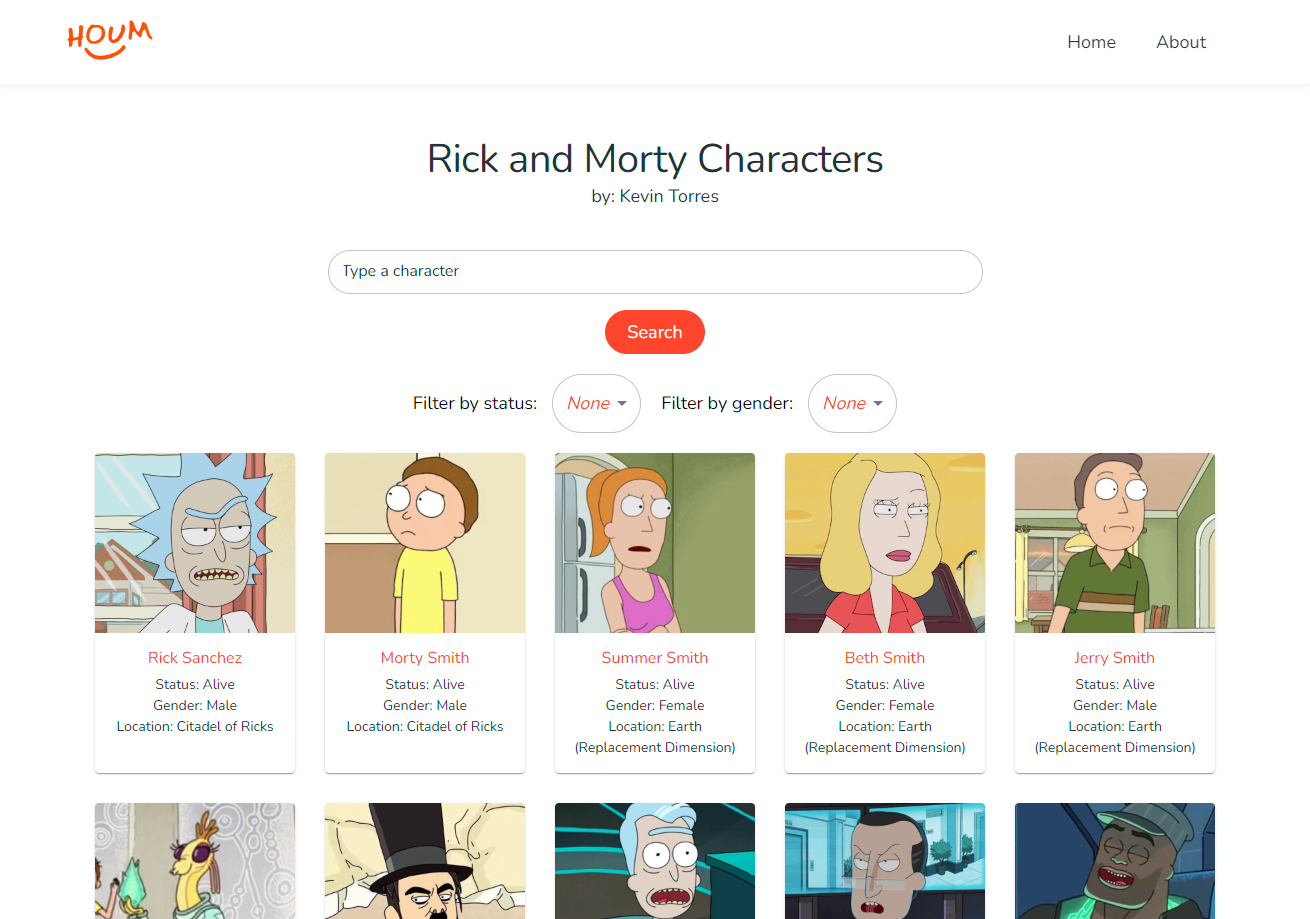 HOUM
Home About
Rick and Morty Characters
by: Kevin Torres
Type a character
Search
Filter by status: None Filter by gender: None
Rick Sanchez
Status: Alive
Gender: Male
Location: Citadel of Ricks
Morty Smith
Status: Alive
Gender: Male
Location: Citadel of Ricks
Summer Smith
Status: Alive
Gender: Female
Location: Earth
(Replacement Dimension)
Beth Smith
Status: Alive
Gender: Female
Location: Earth
(Replacement Dimension)
Jerry Smith
Status: Alive
Gender: Male
Location: Earth
(Replacement Dimension)